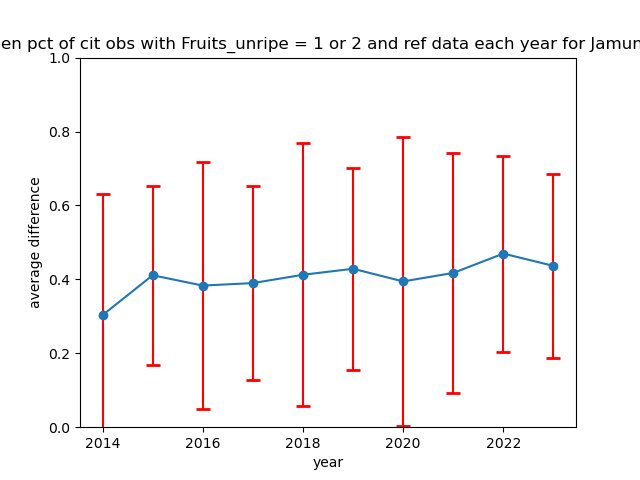 en pct of cit obs with Fruits_unripe = 1 or 2 and ref data each year for Jamun
1.0
0.8
0.6
0.4
0.2
0.0
average difference
2014 2016 2018 2020 2022
year